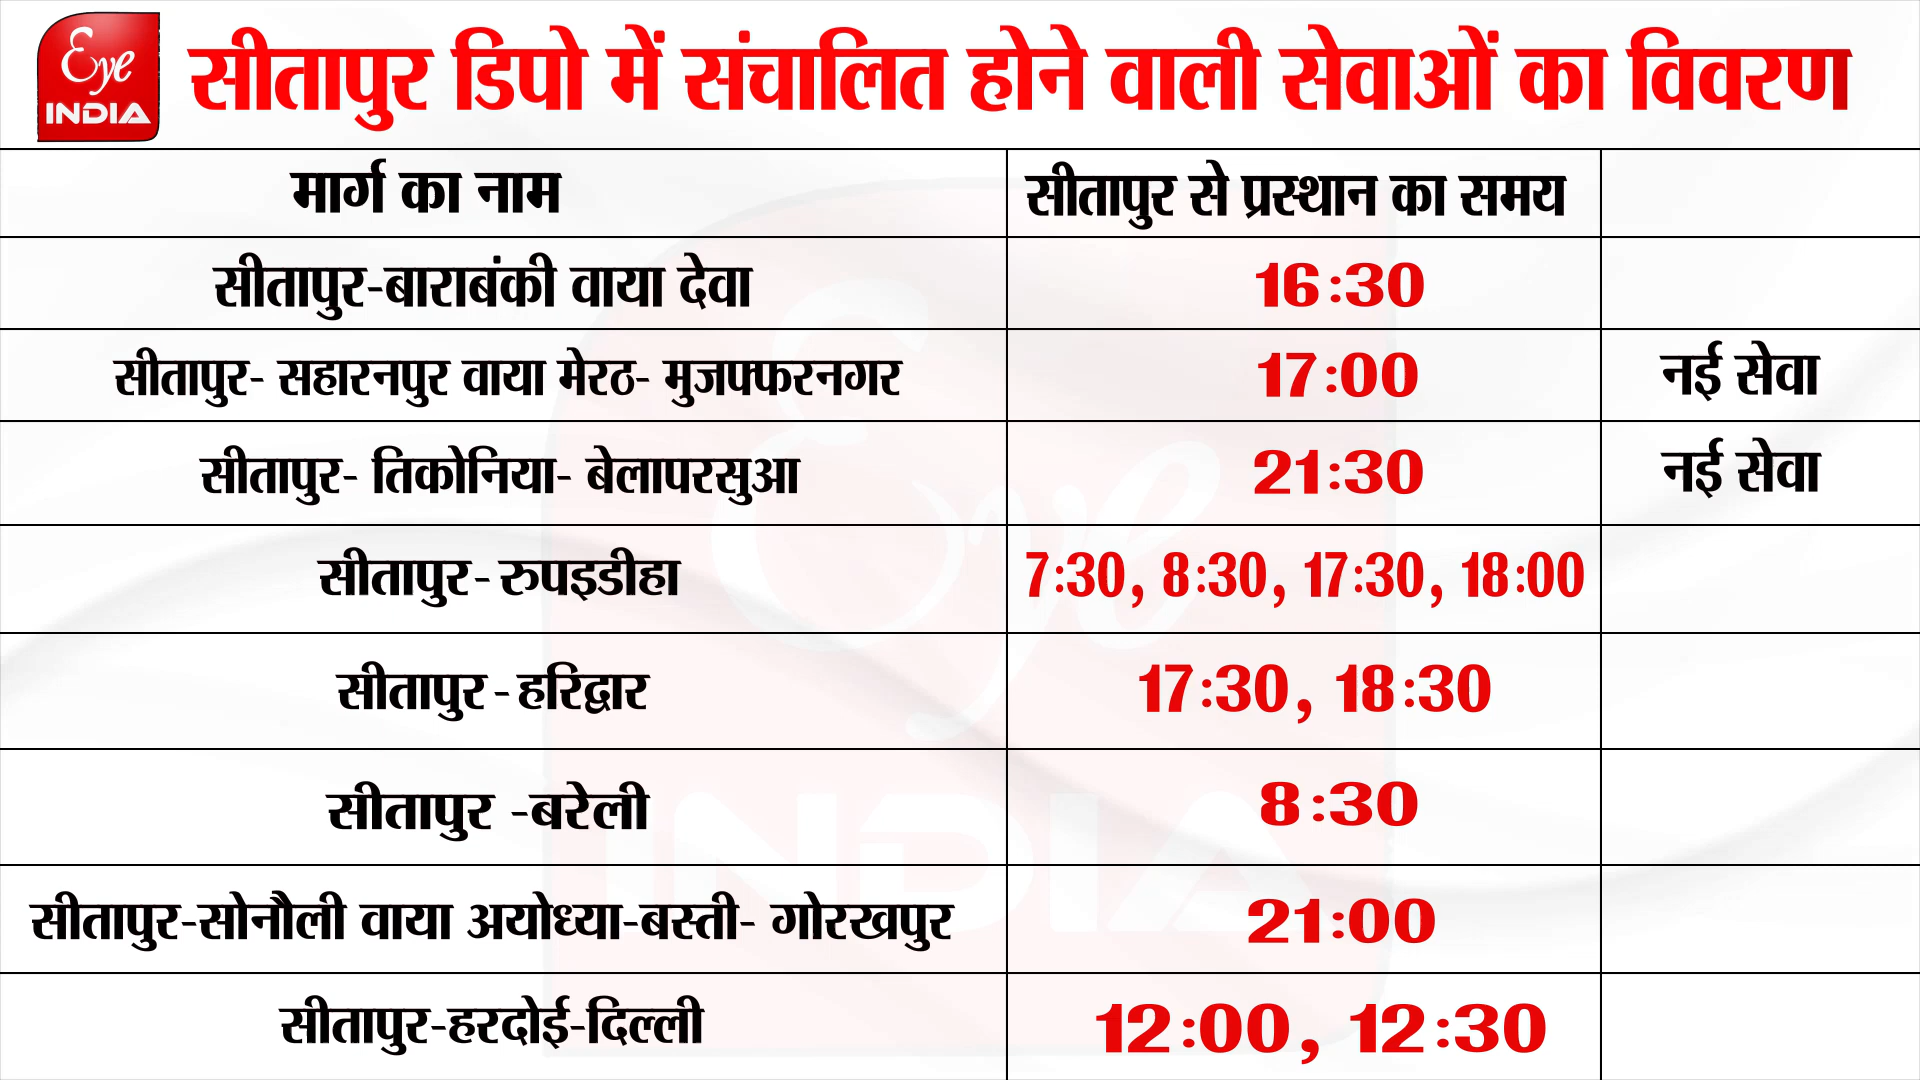 Eye
INDIA
सीतापुर डिपो में संचालित होने वाली सेवाओं का विवरण
मार्ग का नाम
सीतापुर से प्रस्थान का समय
सीतापुर-बाराबंकी वाया देवा
16:30
सीतापुर- सहारनपुर वाया मेरठ- मुजफ्फरनगर
17:00
नई सेवा
सीतापुर- तिकोनिया- बेलापरसुआ
21:30
नई सेवा
सीतापुर-रुपइडीहा
7:30, 8:30, 17:30, 18:00
सीतापुर-हरिद्वार
17:30, 18:30
सीतापुर -बरेली
8:30
सीतापुर-सोनौली वाया अयोध्या-बस्ती- गोरखपुर
21:00
सीतापुर-हरदोई-दिल्ली
12:00, 12:30
Eye
INDIA